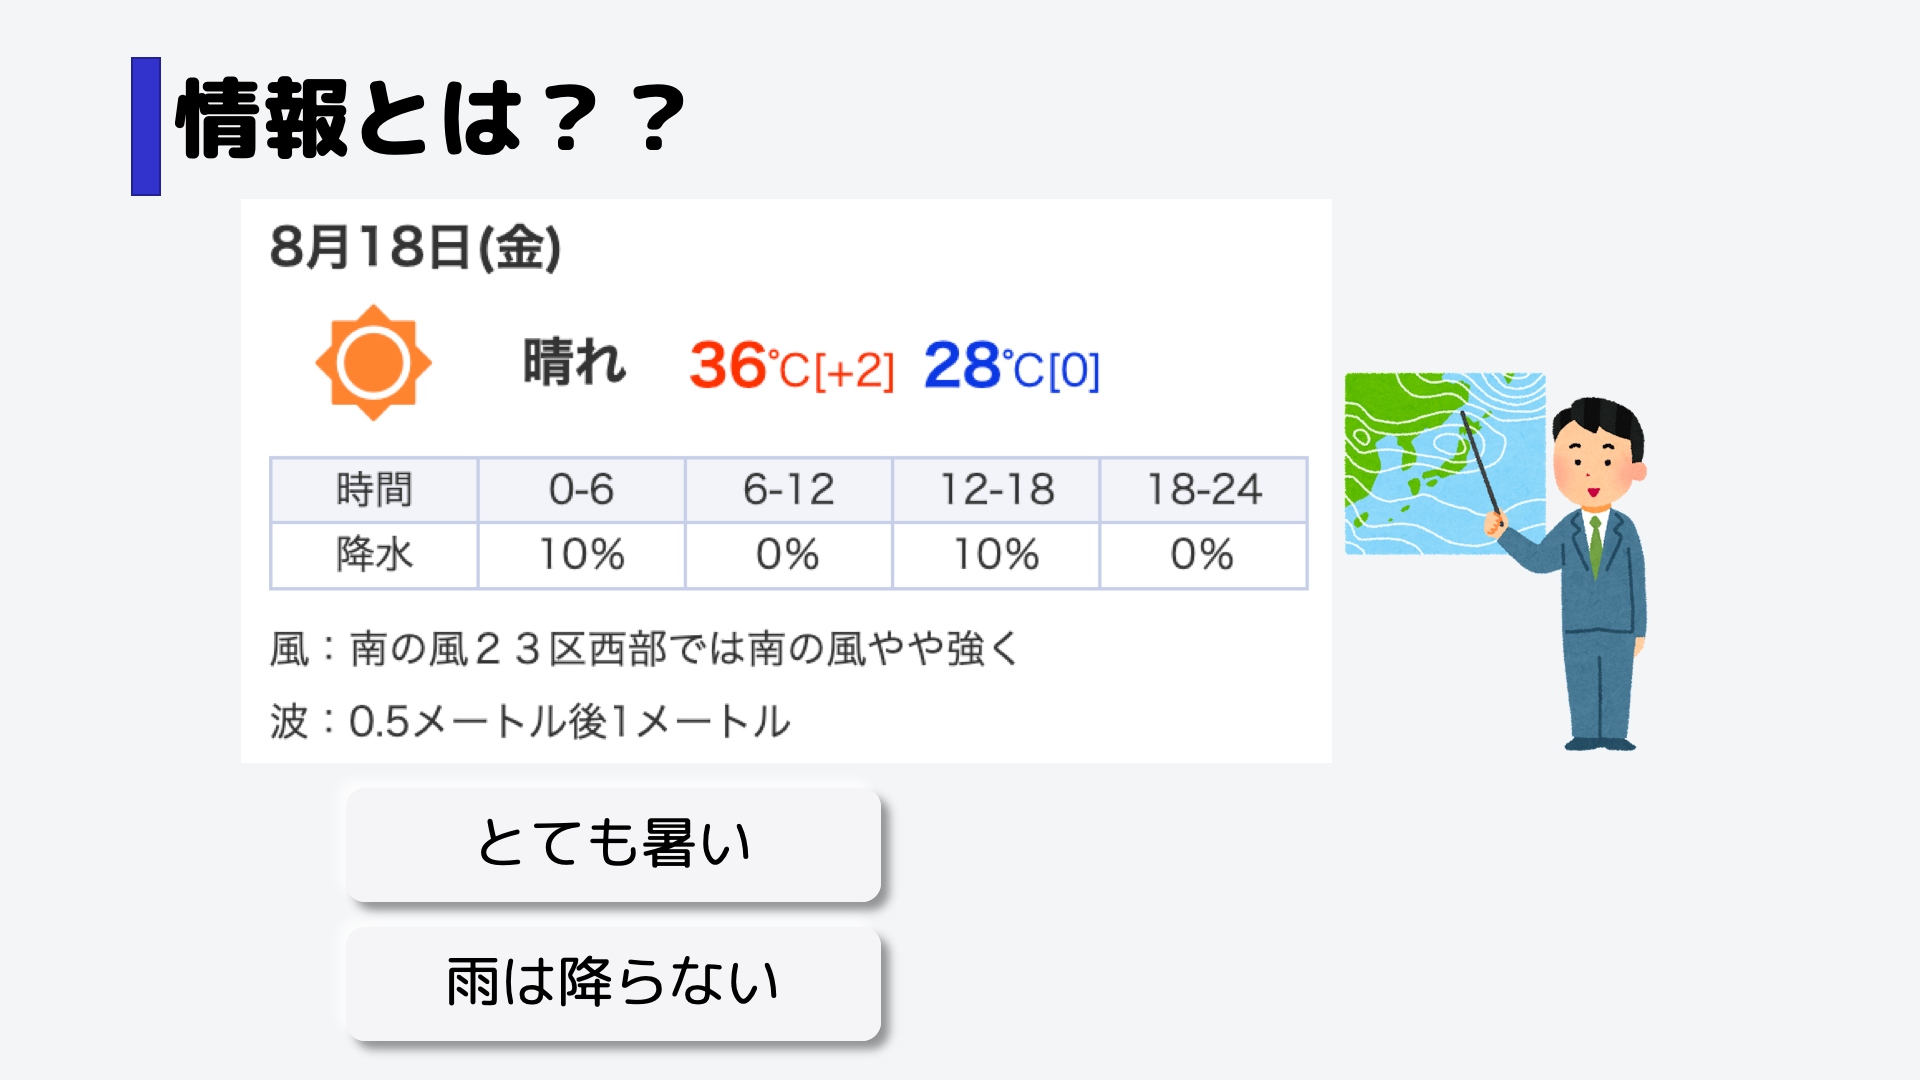 情報とは？？
8月18日(金)
晴れ 36℃[+2] 28℃[0]
時間 0-6 6-12 12-18 18-24
降水 10% 0% 10% 0%
風：南の風２３区西部では南の風やや強く
波：0.5メートル後1メートル
とても暑い
雨は降らない